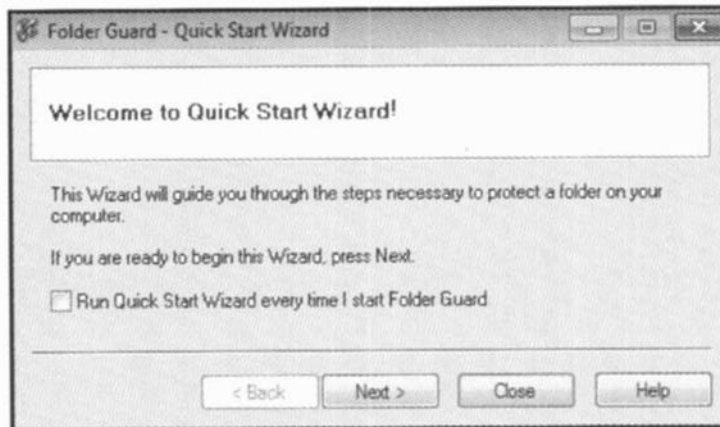 Folder Guard - Quick Start Wizard
Welcome to Quick Start Wizard!
This Wizard will guide you through the steps necessary to protect a folder on your
computer.
If you are ready to begin this Wizard, press Next.
Run Quick Start Wizard every time I start Folder Guard
< Back
Next >
Close
Help